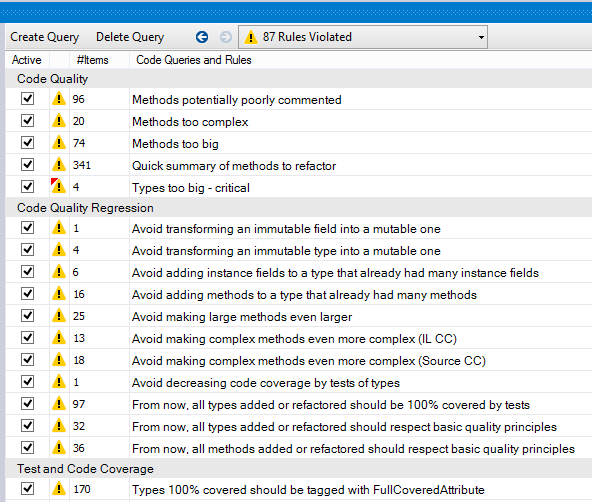 Create Query Delete Query 87 Rules Violated
Active #Items Code Queries and Rules
Code Quality
96 Methods potentially poorly commented
20 Methods too complex
74 Methods too big
341 Quick summary of methods to refactor
4 Types too big - critical
Code Quality Regression
1 Avoid transforming an immutable field into a mutable one
4 Avoid transforming an immutable type into a mutable one
6 Avoid adding instance fields to a type that already had many instance fields
16 Avoid adding methods to a type that already had many methods
25 Avoid making large methods even larger
13 Avoid making complex methods even more complex (IL CC)
18 Avoid making complex methods even more complex (Source CC)
1 Avoid decreasing code coverage by tests of types
97 From now, all types added or refactored should be 100% covered by tests
32 From now, all types added or refactored should respect basic quality principles
36 From now, all methods added or refactored should respect basic quality principles
Test and Code Coverage
170 Types 100% covered should be tagged with FullCoveredAttribute